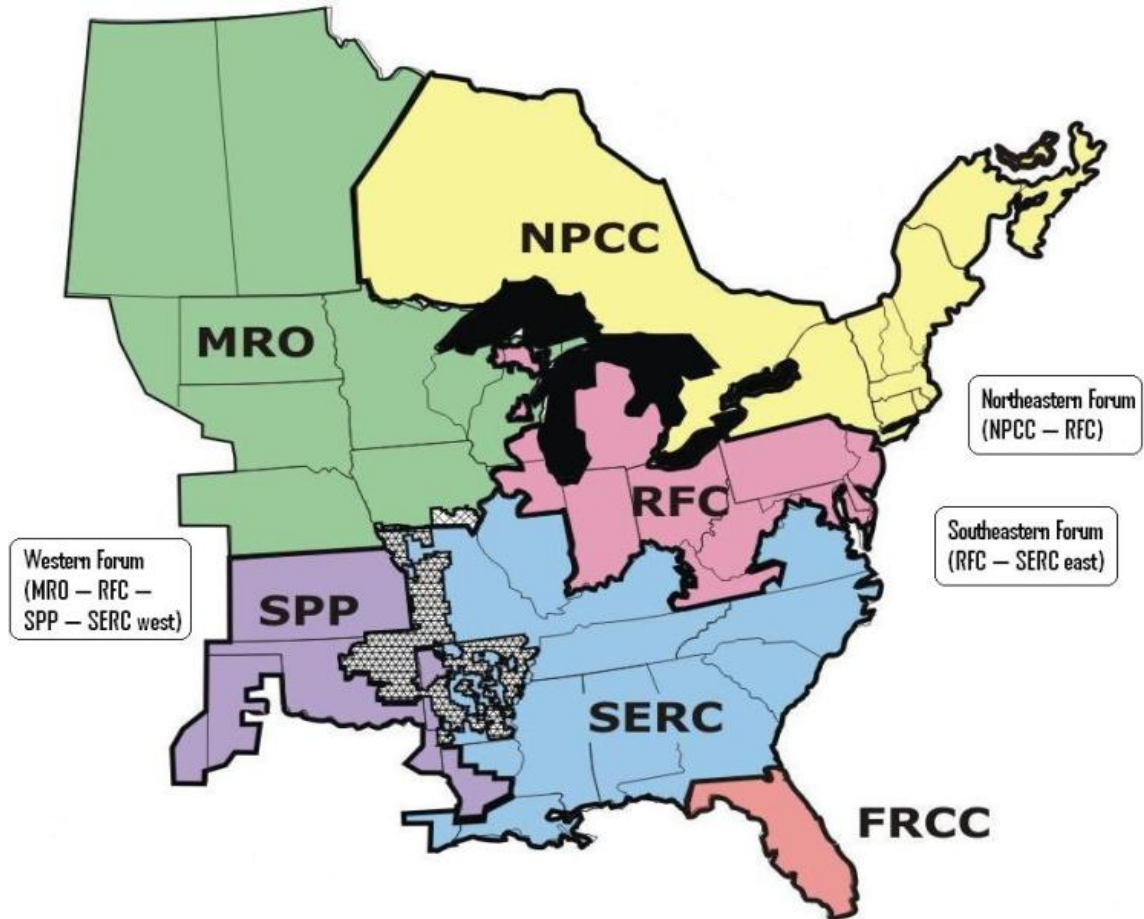 NPCC
MRO
Northeastern Forum
(NPCC – RFC)
RFC
Southeastern Forum
(RFC – SERC east)
Western Forum
(MRO – RFC –
SPP – SERC west)
SPP
SERC
FRCC